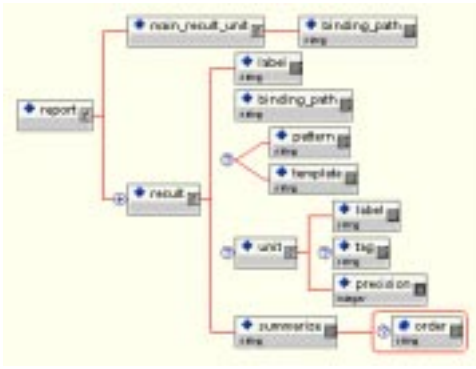 main_result_unit
binding_path
string
label
string
report
binding_path
string
pattern
string
template
string
result
label
string
unit
tag
string
precision
integer
summarize
string
order
string